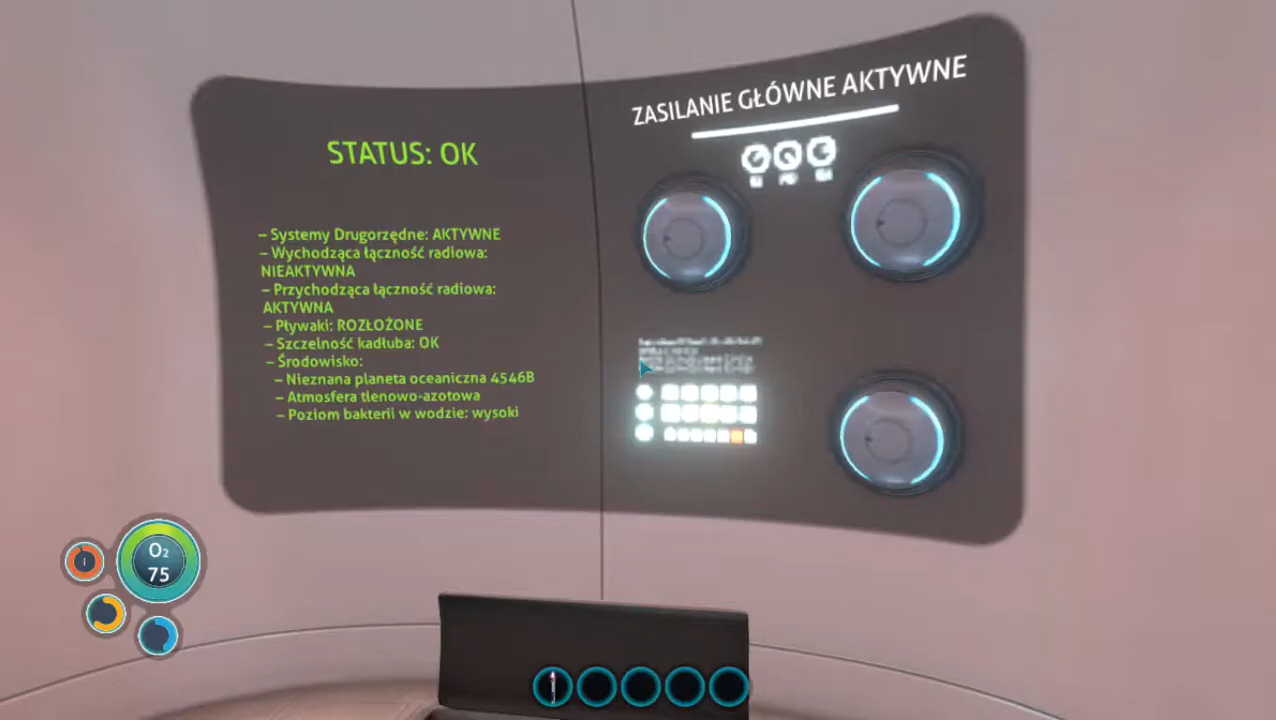 STATUS: OK
– Systemy Drugorzędne: AKTYWNE
– Wychodząca łączność radiowa:
NIEAKTYWNA
– Przychodząca łączność radiowa:
AKTYWNA
– Pływaki: ROZŁOŻONE
– Szczelność kadłuba: OK
– Środowisko:
– Nieznana planeta oceaniczna 4546B
– Atmosfera tlenowo-azotowa
– Poziom bakterii w wodzie: wysoki
ZASILANIE GŁÓWNE AKTYWNE
O₂
75